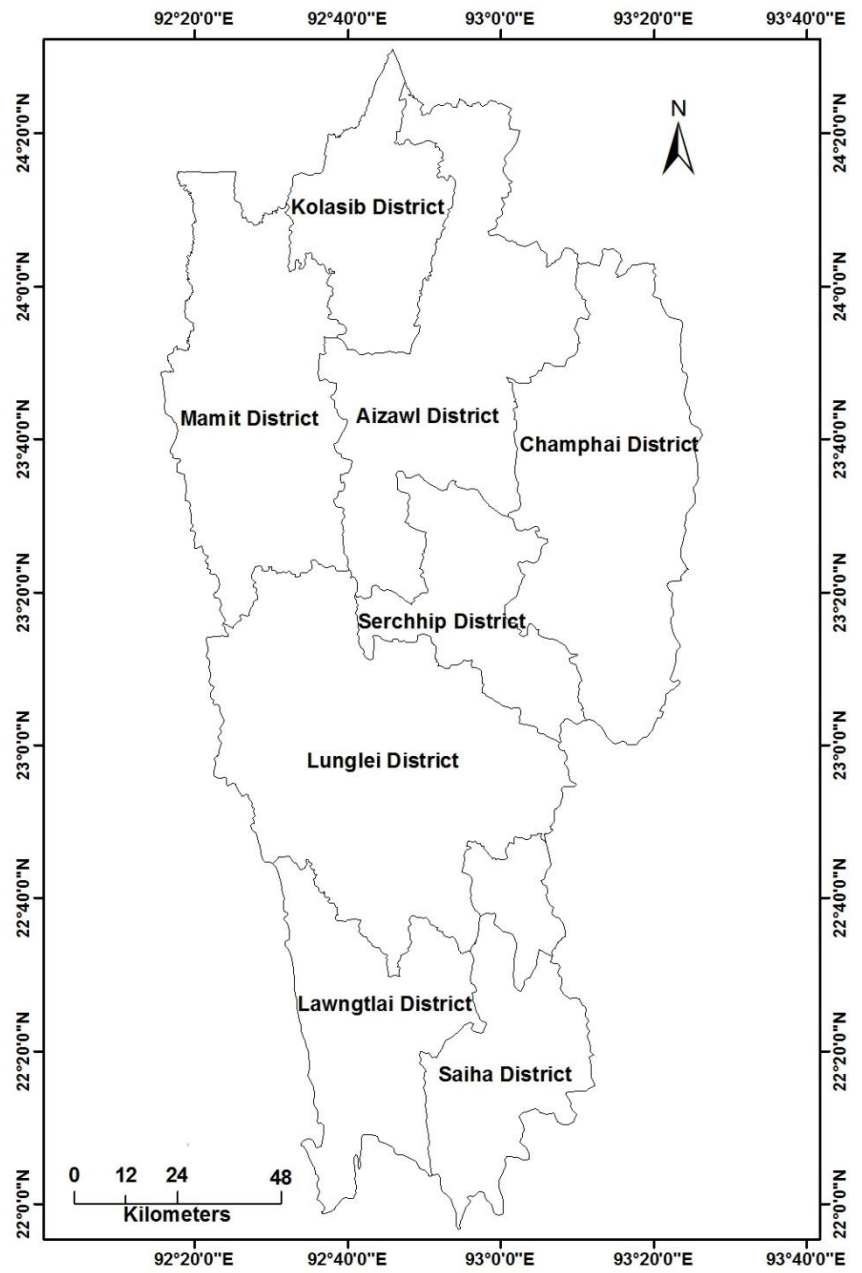 92°20'0"E 92°40'0"E 93°0'0"E 93°20'0"E 93°40'0"E
N
24°20'0"N 24°20'0"N
Kolasib District
24°0'0"N 24°0'0"N
Mamit District
Aizawl District
Champhai District
23°40'0"N 23°40'0"N
23°20'0"N 23°20'0"N
Serchhip District
23°0'0"N 23°0'0"N
Lunglei District
22°40'0"N 22°40'0"N
Lawngtlai District
22°20'0"N 22°20'0"N
Saiha District
0 12 24 48
Kilometers
22°0'0"N 22°0'0"N
92°20'0"E 92°40'0"E 93°0'0"E 93°20'0"E 93°40'0"E